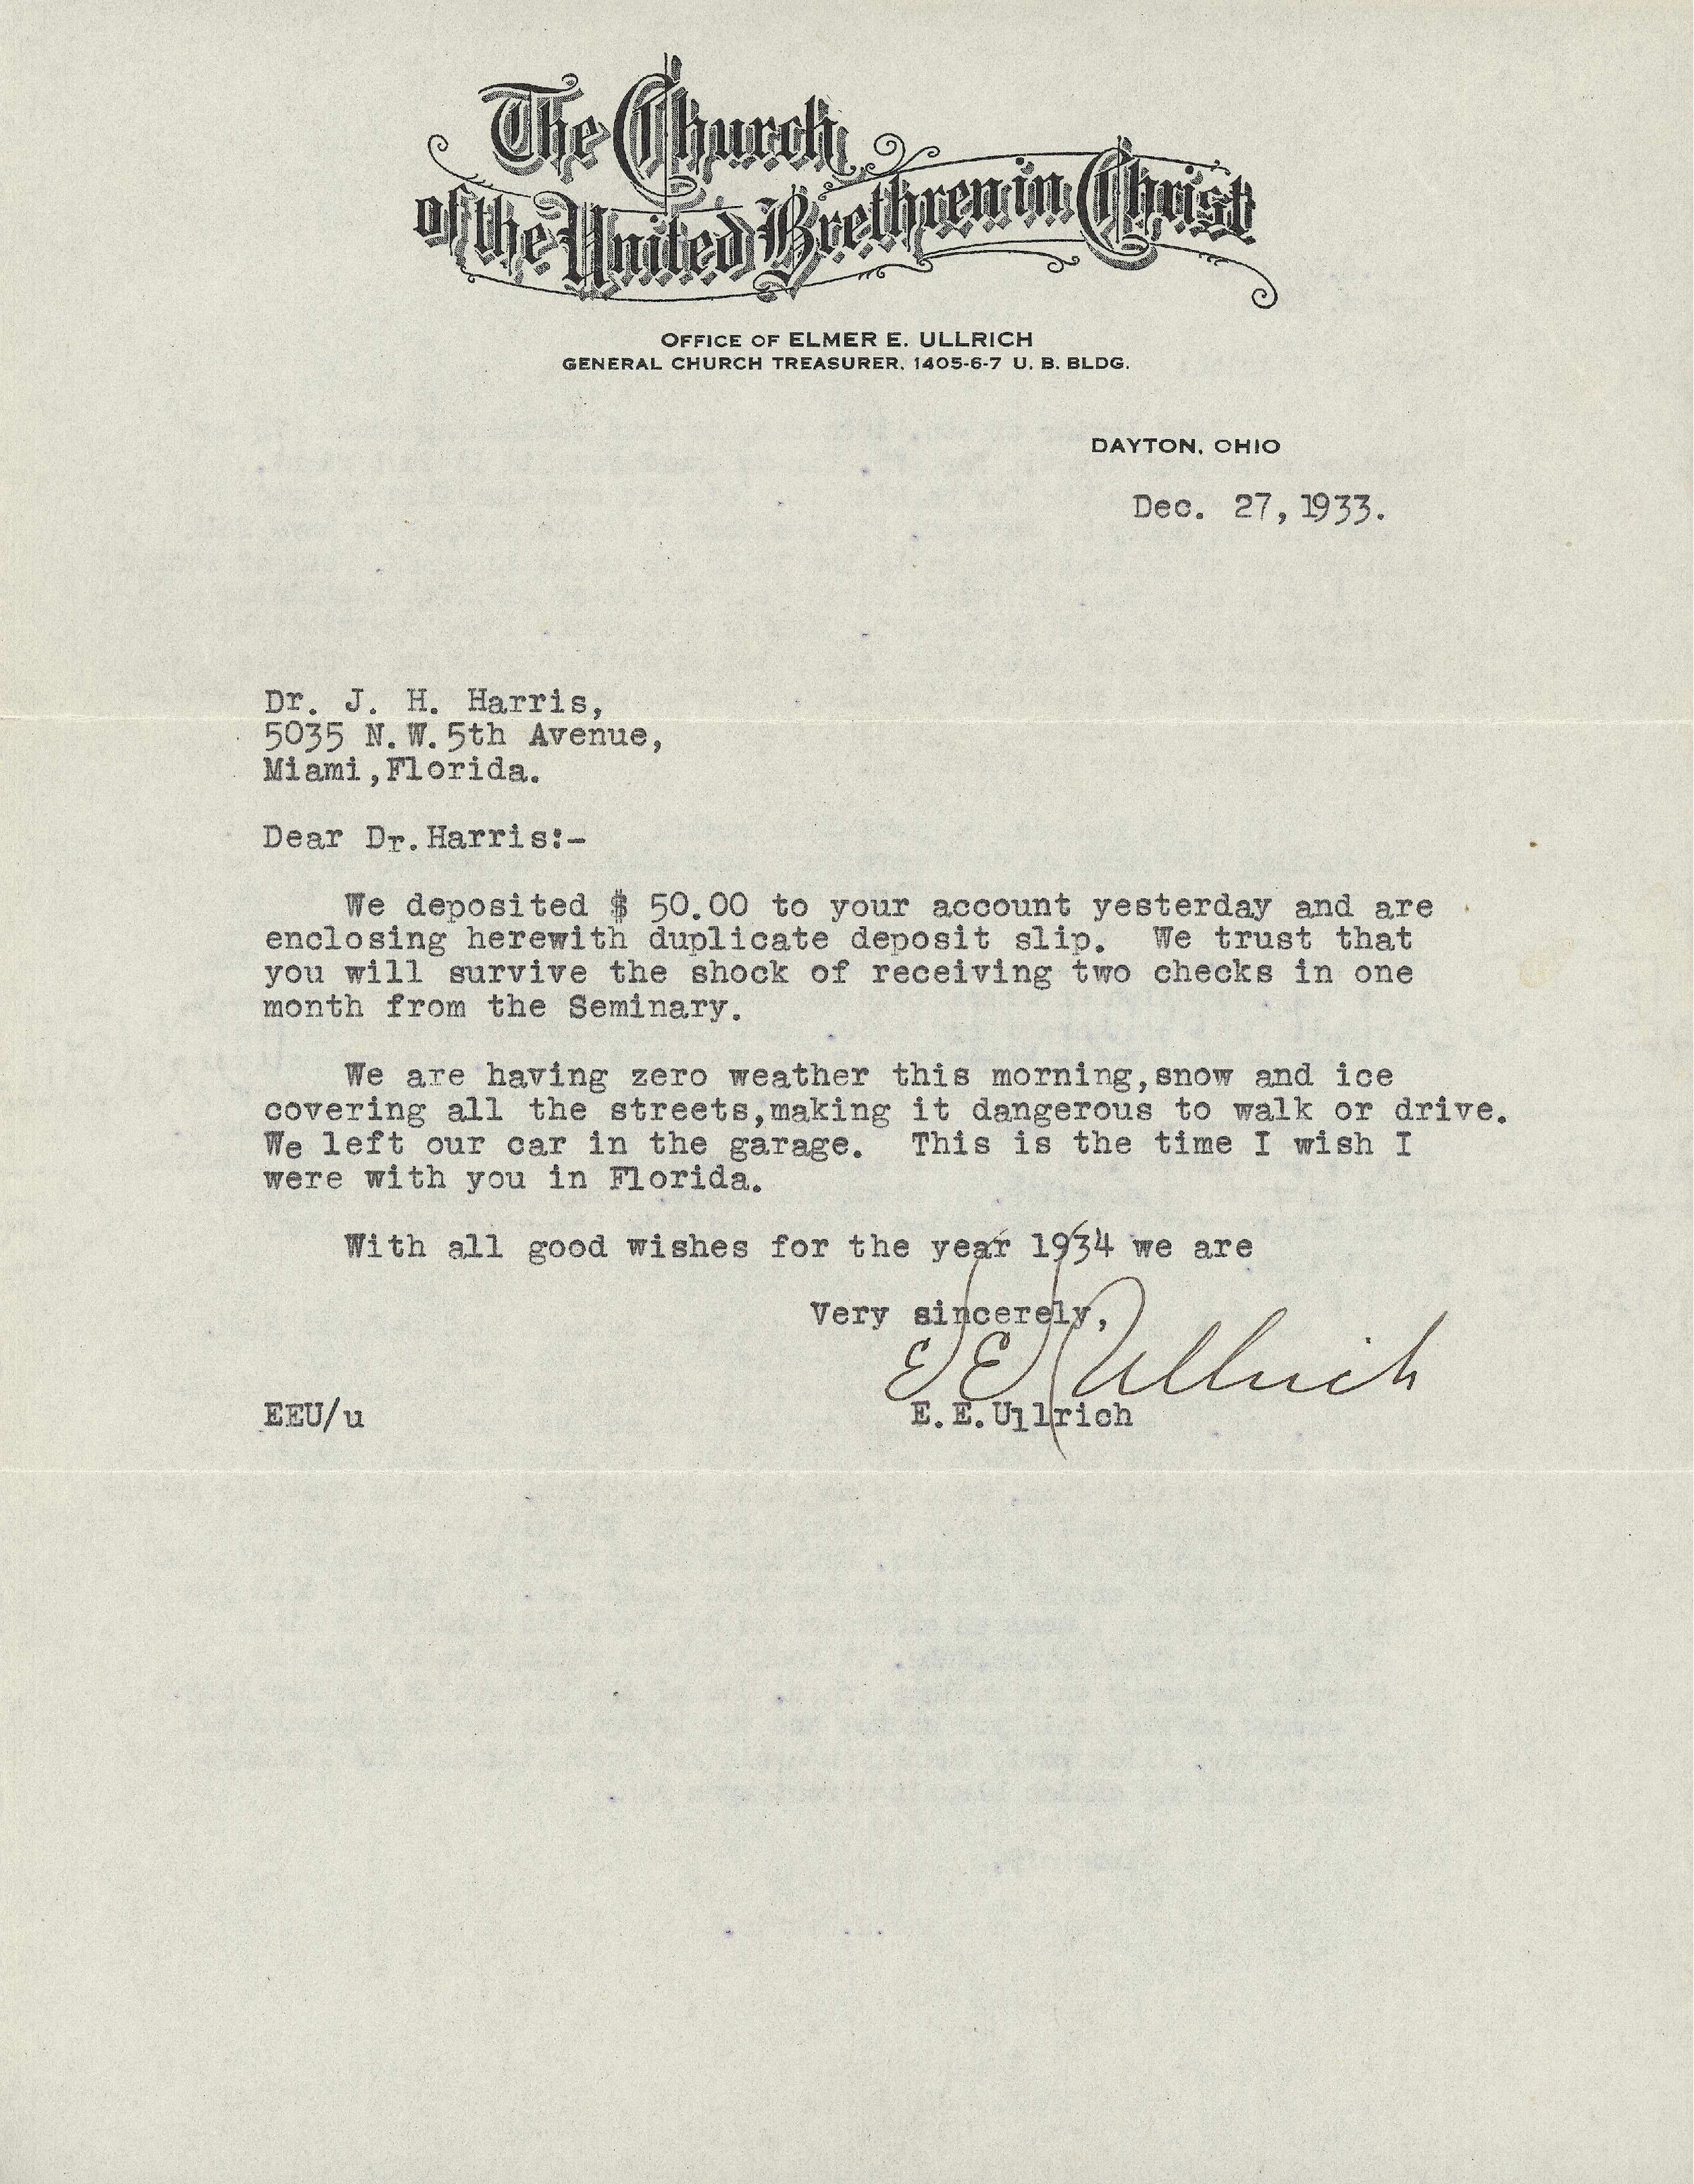 The Church
of the United Brethren in Christ
OFFICE OF ELMER E. ULLRICH
GENERAL CHURCH TREASURER, 1405-6-7 U. B. BLDG.
DAYTON, OHIO
Dec. 27, 1933.
Dr. J. H. Harris,
5035 N.W.5th Avenue,
Miami,Florida.
Dear Dr.Harris:-
We deposited $ 50.00 to your account yesterday and are
enclosing herewith duplicate deposit slip. We trust that
you will survive the shock of receiving two checks in one
month from the Seminary.
We are having zero weather this morning,snow and ice
covering all the streets,making it dangerous to walk or drive.
We left our car in the garage. This is the time I wish I
were with you in Florida.
With all good wishes for the year 1934 we are
Very sincerely,
E E Ullrich
EEU/u E.E.Ullrich